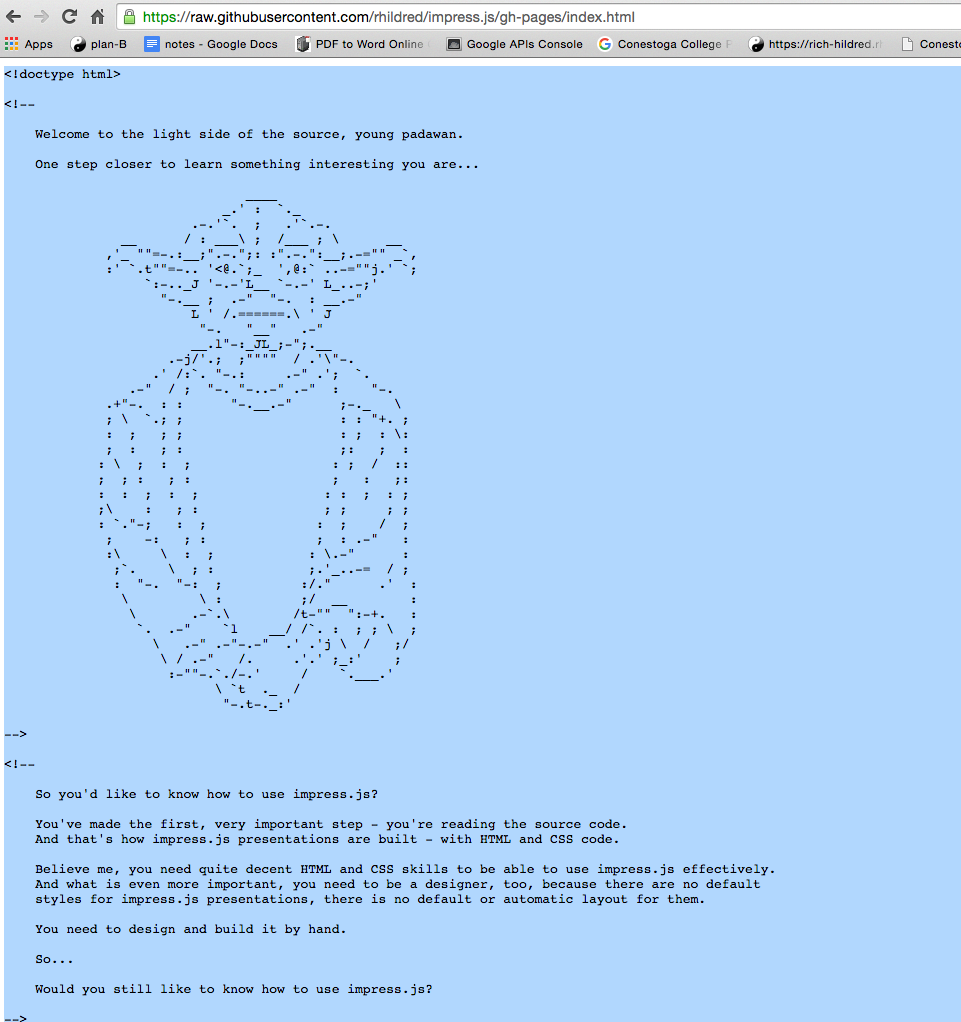 https://raw.githubusercontent.com/rhildred/impress.js/gh-pages/index.html
Apps plan-B notes - Google Docs PDF to Word Online Google APIs Console Conestoga College https://rich-hildred.rh Conesto
<!doctype html>
<!--
Welcome to the light side of the source, young padawan.
One step closer to learn something interesting you are...
-->
<!--
So you'd like to know how to use impress.js?
You've made the first, very important step - you're reading the source code.
And that's how impress.js presentations are built - with HTML and CSS code.
Believe me, you need quite decent HTML and CSS skills to be able to use impress.js effectively.
And what is even more important, you need to be a designer, too, because there are no default
styles for impress.js presentations, there is no default or automatic layout for them.
You need to design and build it by hand.
So...
Would you still like to know how to use impress.js?
-->